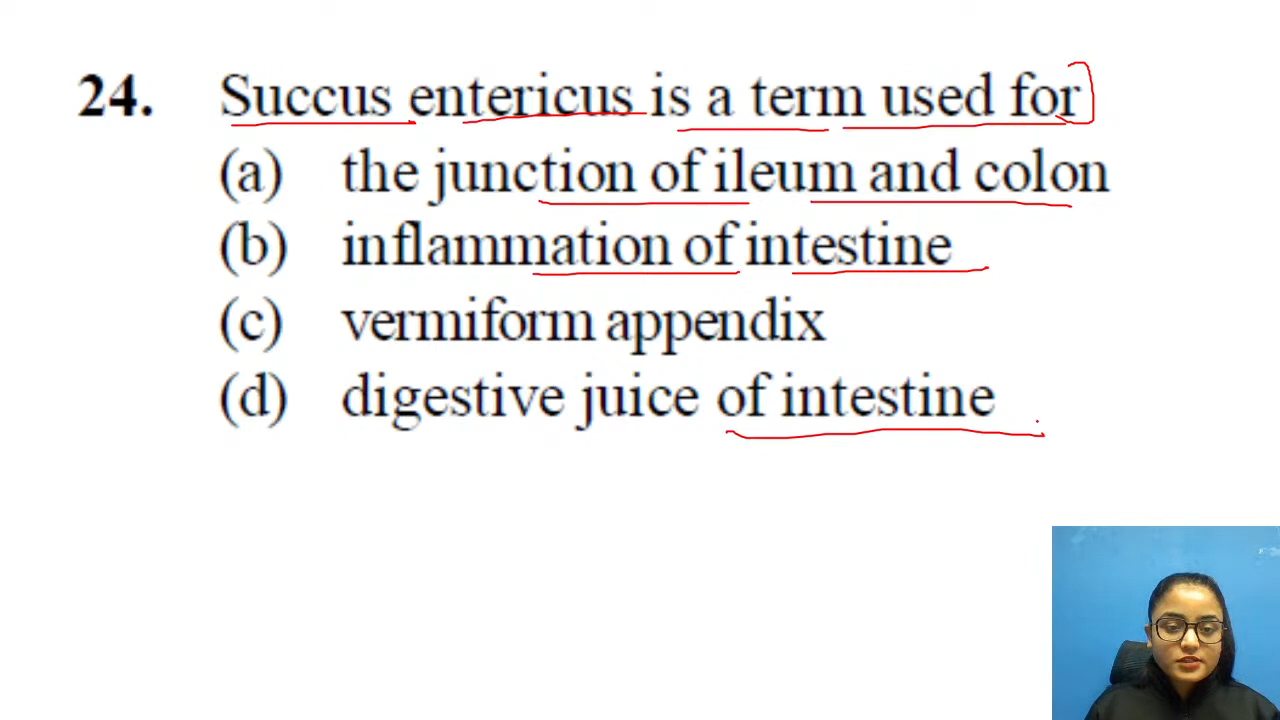 24. Succus entericus is a term used for
(a) the junction of ileum and colon
(b) inflammation of intestine
(c) vermiform appendix
(d) digestive juice of intestine